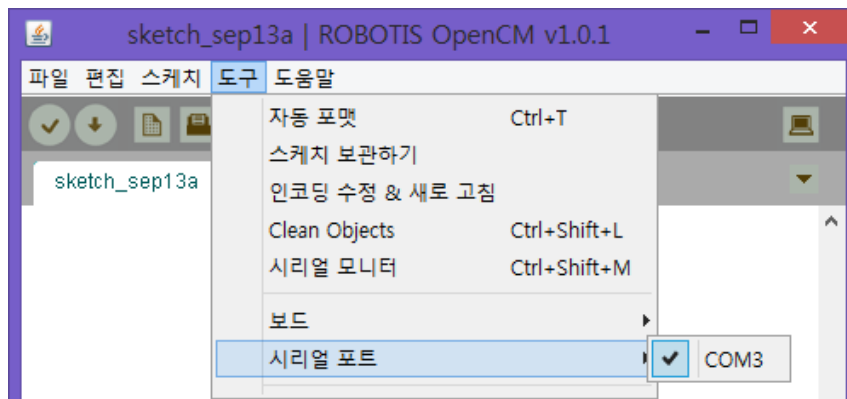 sketch_sep13a | ROBOTIS OpenCM v1.0.1
파일 편집 스케치 도구 도움말
자동 포맷 Ctrl+T
스케치 보관하기
sketch_sep13a
인코딩 수정 & 새로 고침
Clean Objects Ctrl+Shift+L
시리얼 모니터 Ctrl+Shift+M
보드
시리얼 포트
COM3